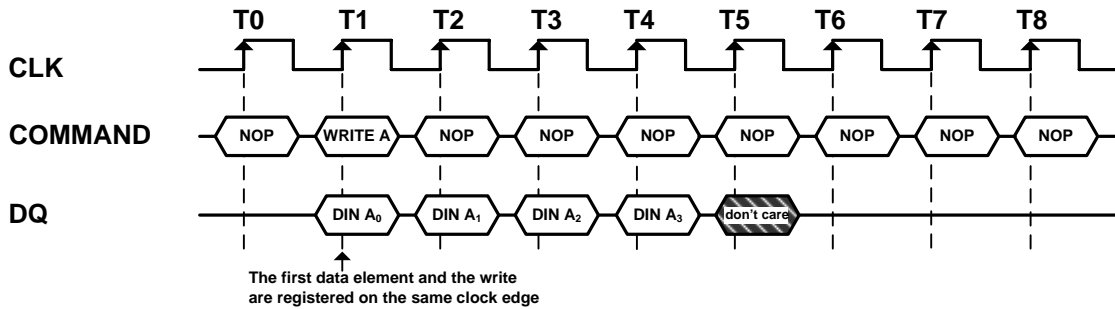 T0 T1 T2 T3 T4 T5 T6 T7 T8
CLK
COMMAND NOP WRITE A NOP NOP NOP NOP NOP NOP NOP
DQ DIN A₀ DIN A₁ DIN A₂ DIN A₃ don't care
The first data element and the write
are registered on the same clock edge